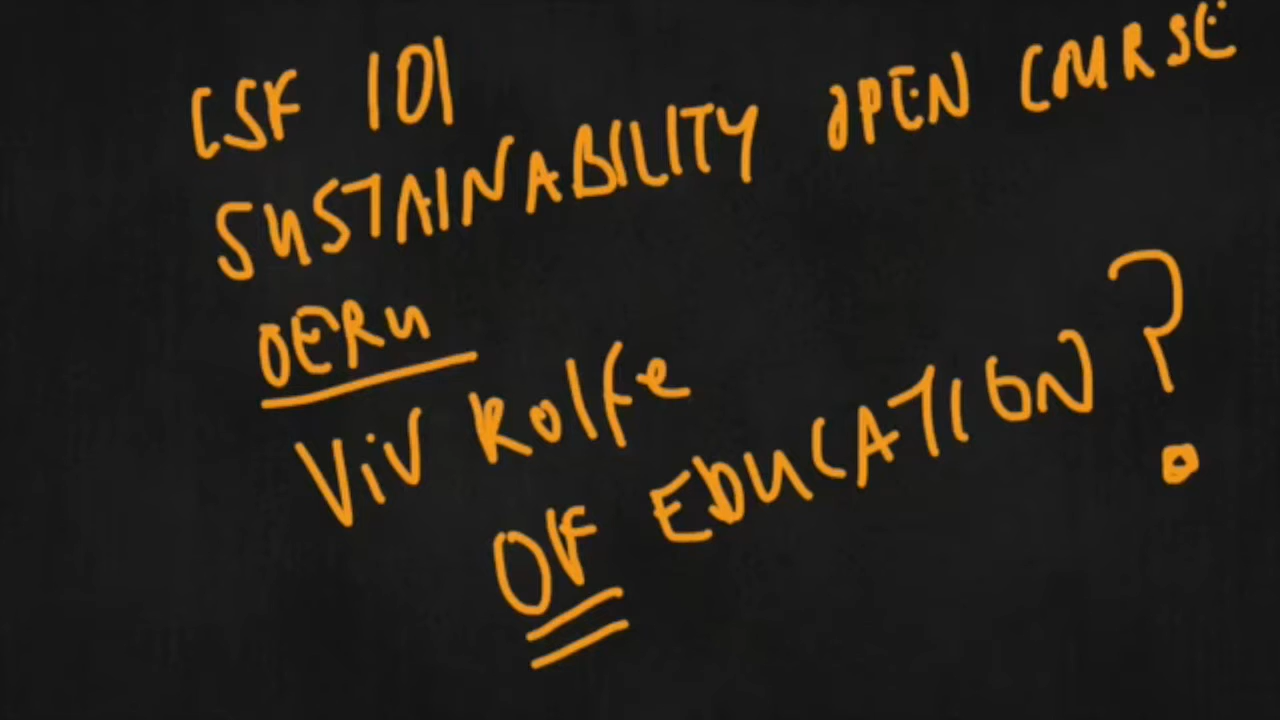 CSF 101
SUSTAINABILITY OPEN COURSE
OERu
Viv Rolfe
OF EDUCATION?